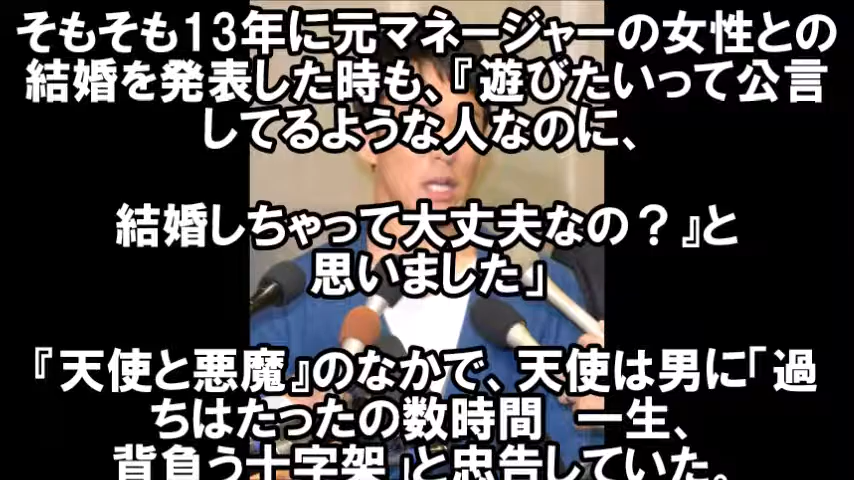 そもそも13年に元マネージャーの女性との
結婚を発表した時も、『遊びたいって公言
してるような人なのに、
結婚しちゃって大丈夫なの？』と
思いました」
『天使と悪魔』のなかで、天使は男に「過
ちはたったの数時間　一生、
背負う十字架」と忠告していた。